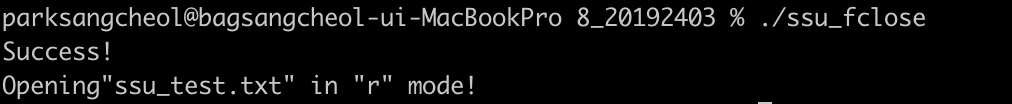 parksangcheol@bagsangcheol-ui-MacBookPro 8_20192403 % ./ssu_fclose
Success!
Opening"ssu_test.txt" in "r" mode!